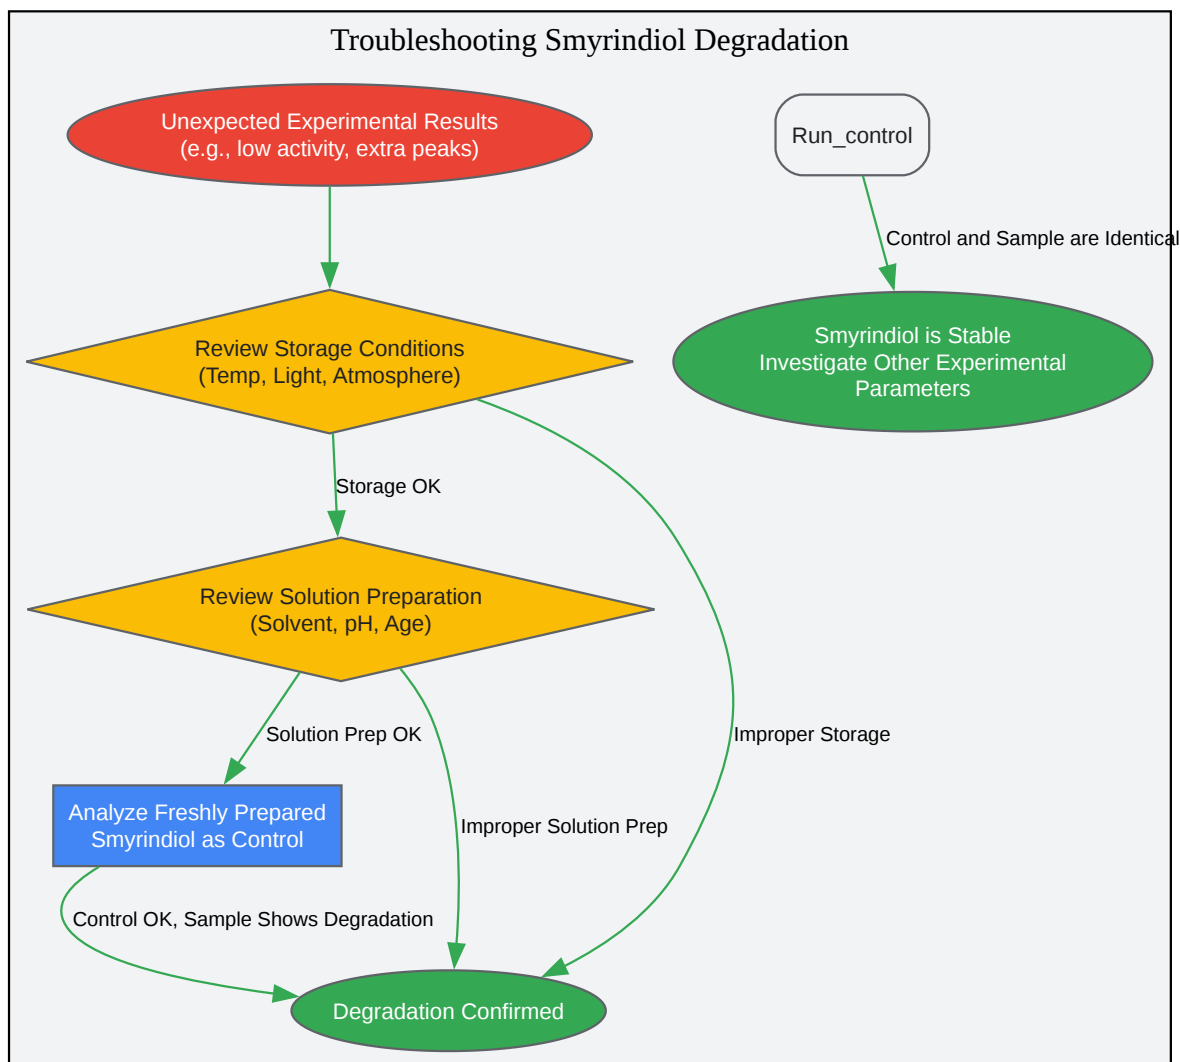 Troubleshooting Smyrindiol Degradation
Unexpected Experimental Results
(e.g., low activity, extra peaks)
Run_control
Control and Sample are Identical
Review Storage Conditions
(Temp, Light, Atmosphere)
Smyrindiol is Stable
Investigate Other Experimental
Parameters
Storage OK
Review Solution Preparation
(Solvent, pH, Age)
Solution Prep OK
Improper Storage
Analyze Freshly Prepared
Smyrindiol as Control
Improper Solution Prep
Control OK, Sample Shows Degradation
Degradation Confirmed